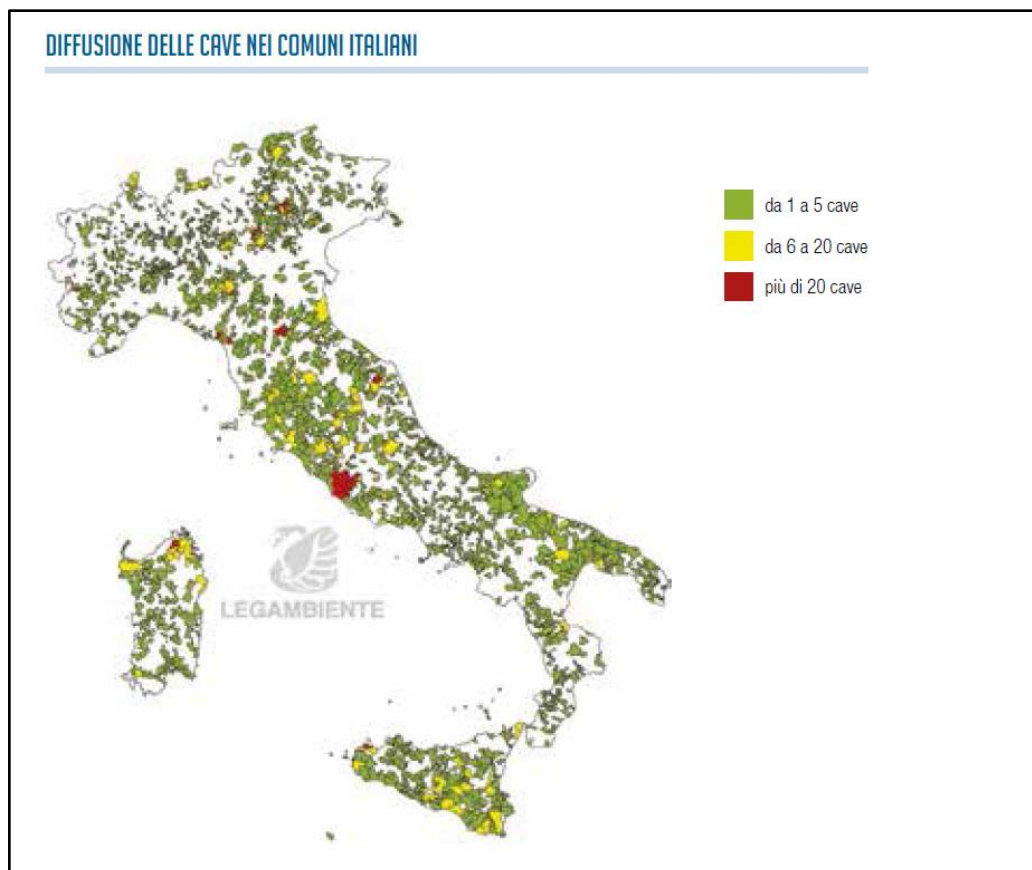 DIFFUSIONE DELLE CAVE NEI COMUNI ITALIANI
da 1 a 5 cave
da 6 a 20 cave
più di 20 cave
LEGAMBIENTE